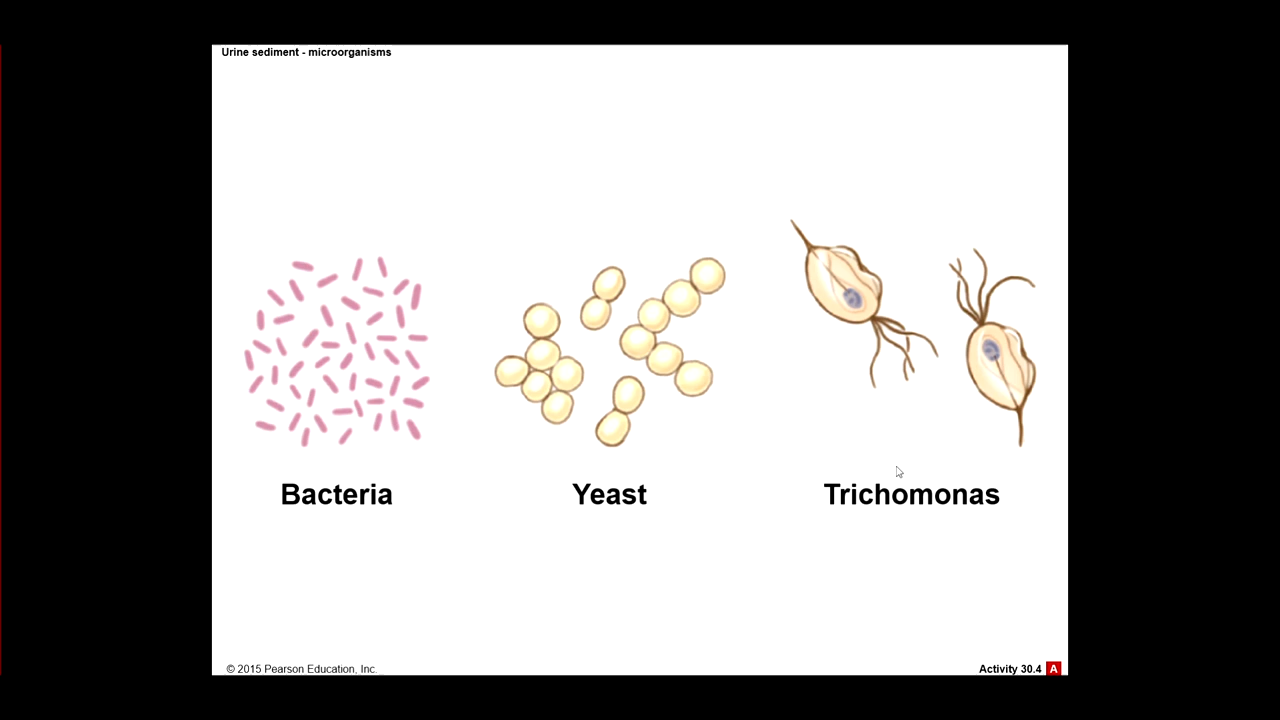 Urine sediment - microorganisms
Bacteria
Yeast
Trichomonas
© 2015 Pearson Education, Inc.
Activity 30.4 A